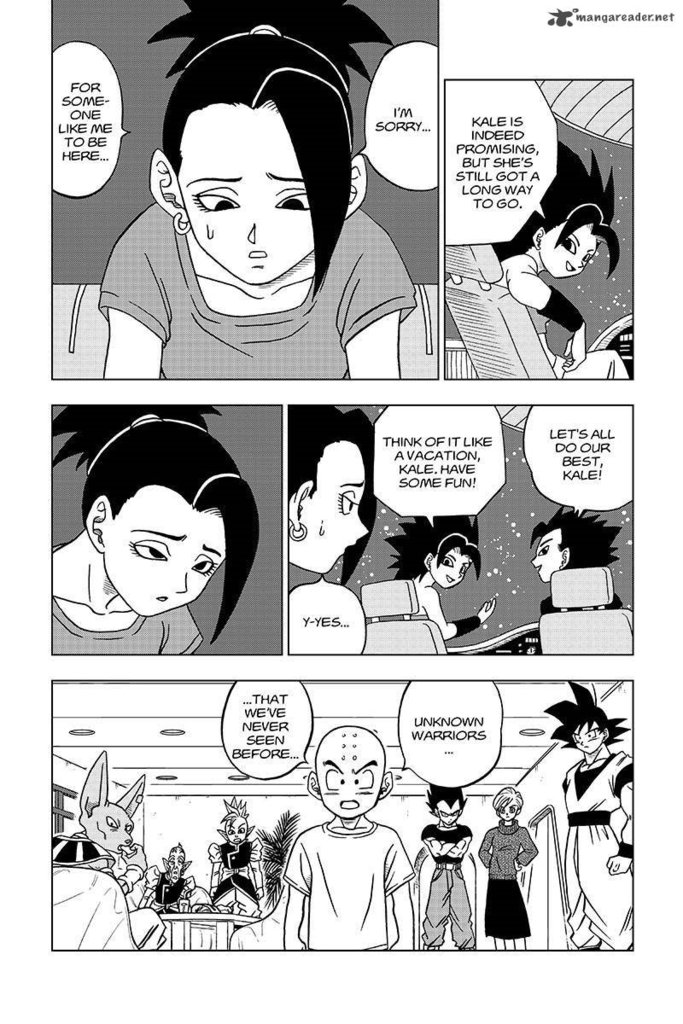 mangareader.net
KALE IS
INDEED
PROMISING,
BUT SHE'S
STILL GOT A
LONG WAY
TO GO.
I'M
SORRY...
FOR
SOME-
ONE
LIKE ME
TO BE
HERE...
LET'S ALL
DO OUR
BEST,
KALE!
THINK OF IT LIKE
A VACATION,
KALE. HAVE
SOME FUN!
Y-YES...
UNKNOWN
WARRIORS
...
...THAT
WE'VE
NEVER
SEEN
BEFORE...